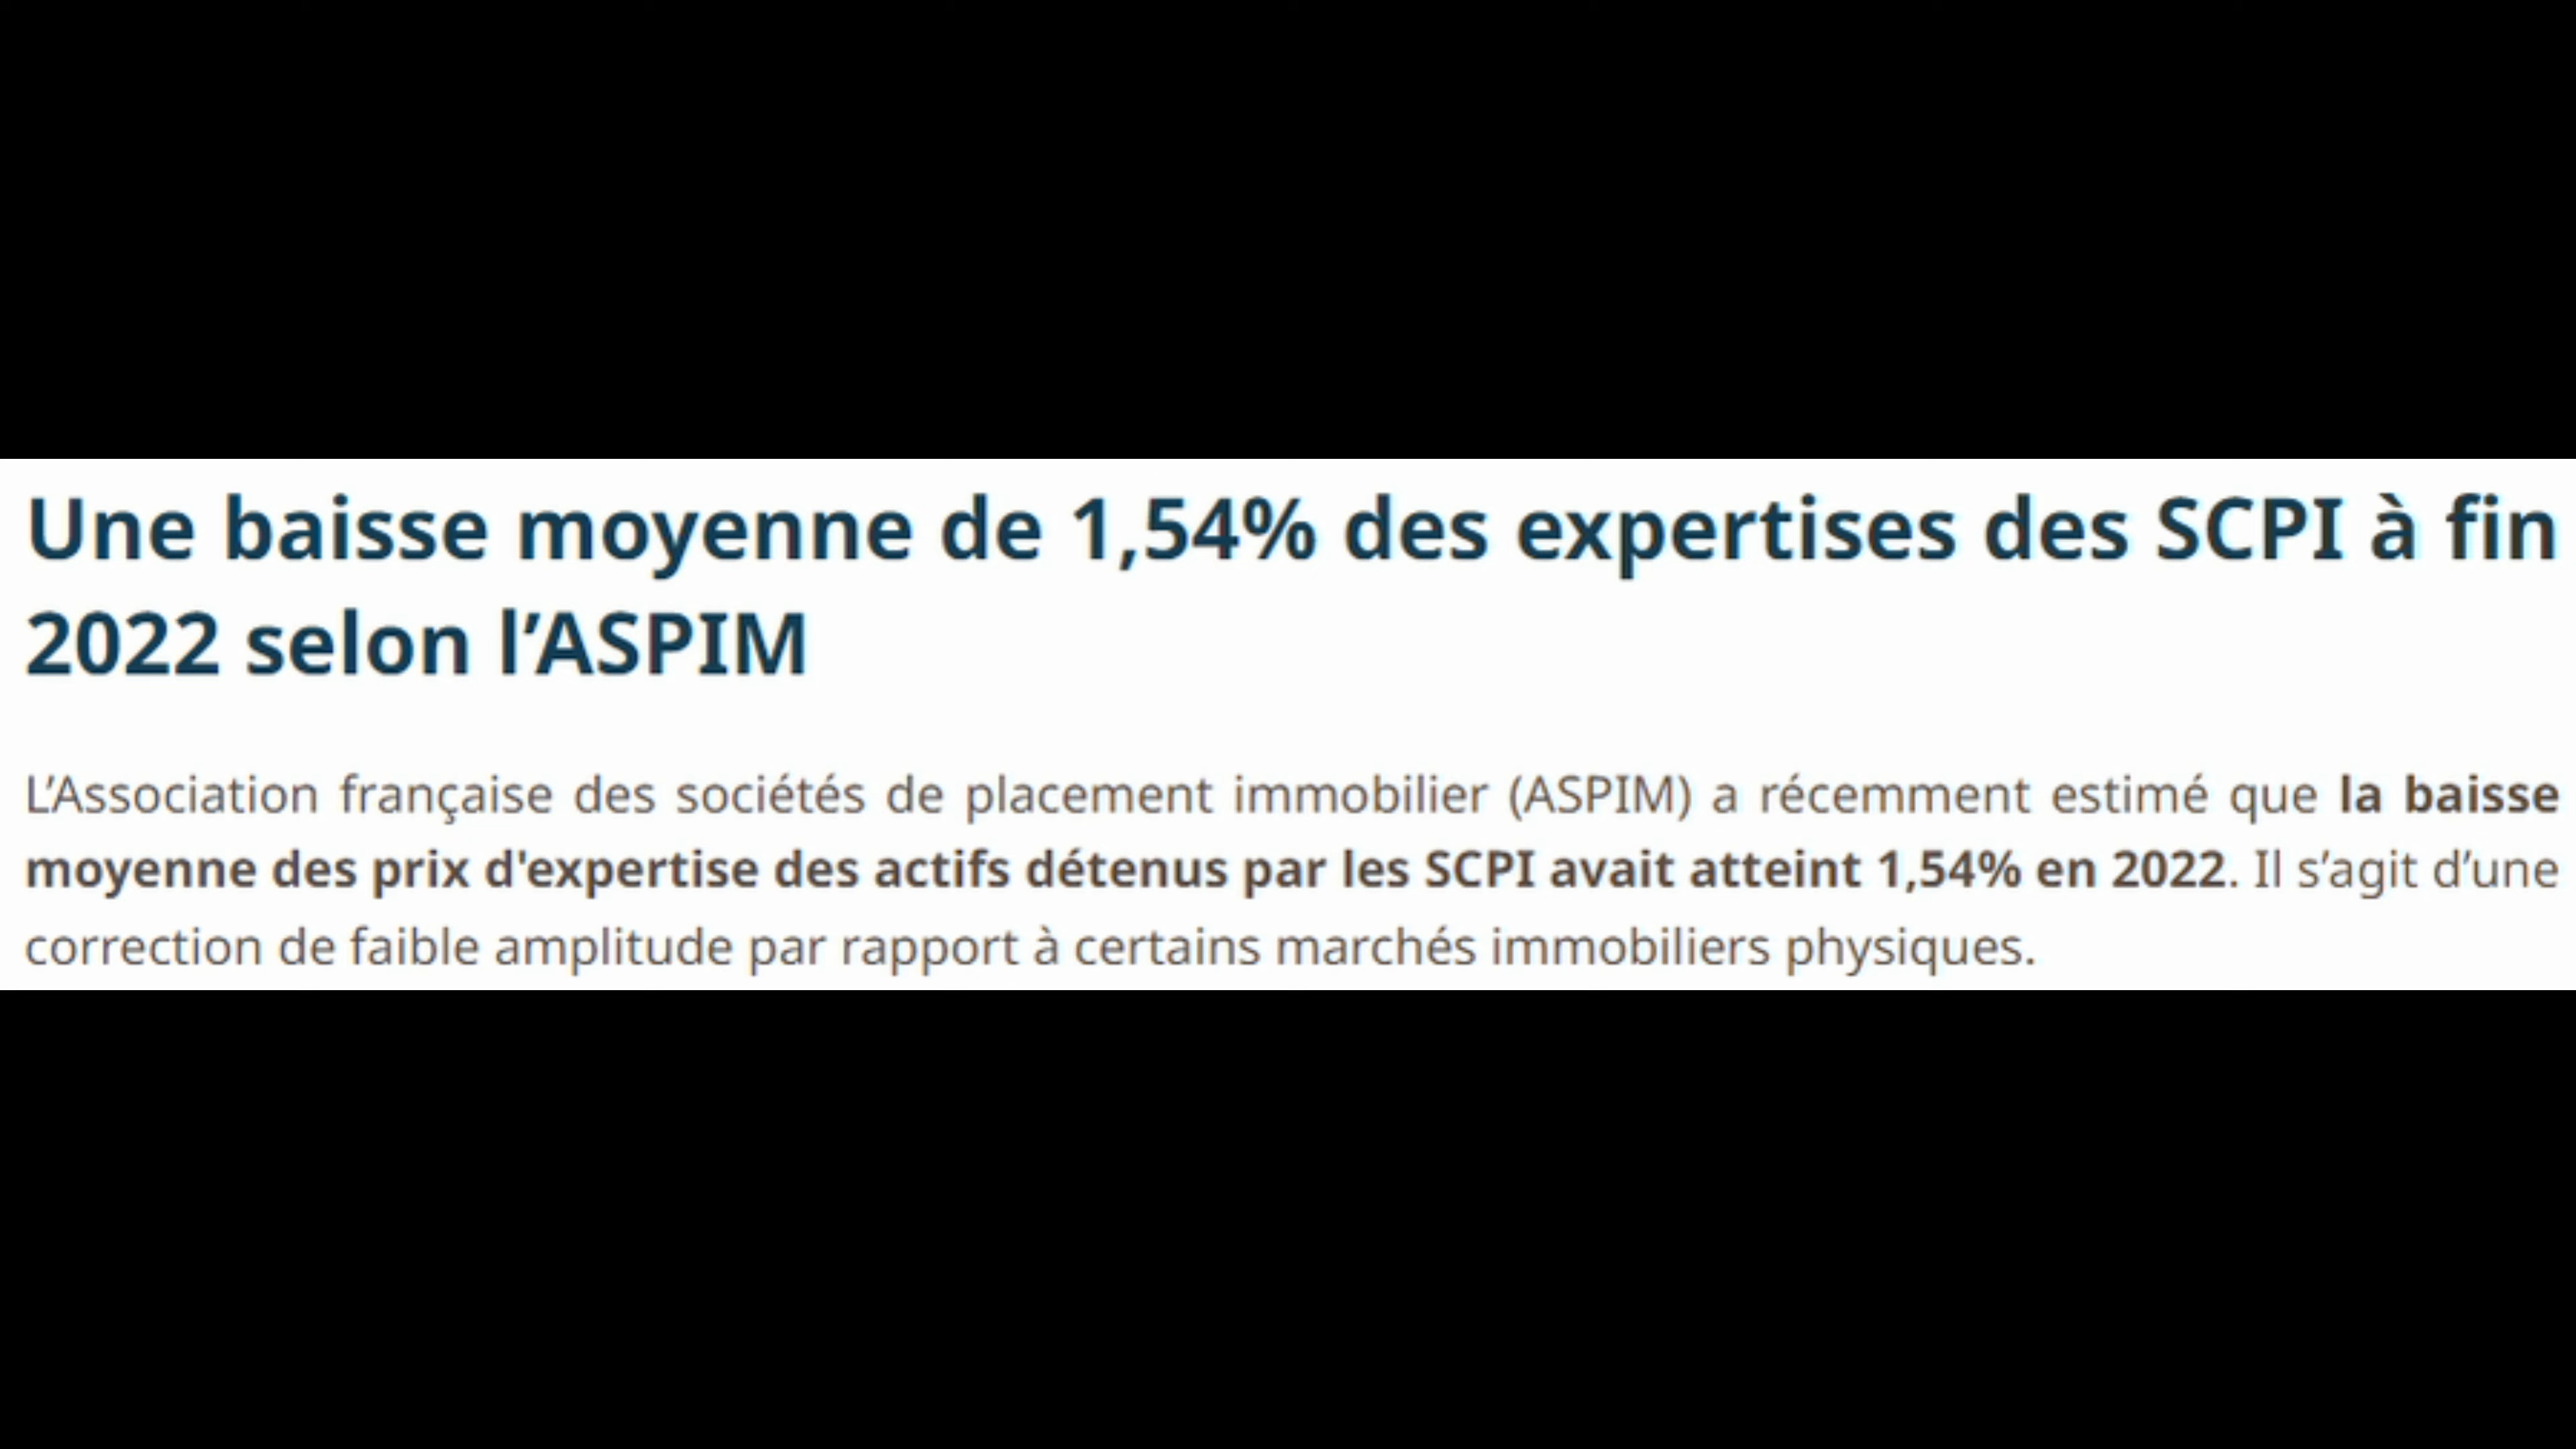 Une baisse moyenne de 1,54% des expertises des SCPI à fin
2022 selon l’ASPIM
L’Association française des sociétés de placement immobilier (ASPIM) a récemment estimé que la baisse
moyenne des prix d'expertise des actifs détenus par les SCPI avait atteint 1,54% en 2022. Il s’agit d’une
correction de faible amplitude par rapport à certains marchés immobiliers physiques.